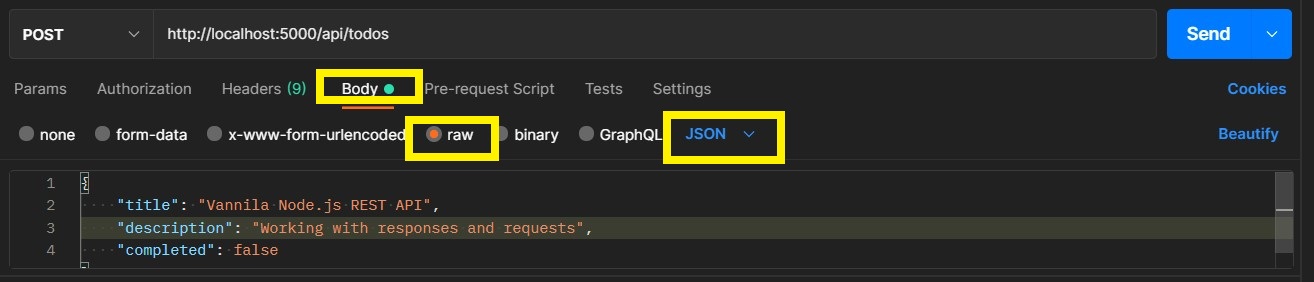 POST http://localhost:5000/api/todos Send
Params Authorization Headers (9) Body Pre-request Script Tests Settings Cookies
none form-data x-www-form-urlencoded raw binary GraphQL JSON Beautify
1 {
2 "title": "Vannila Node.js REST API",
3 "description": "Working with responses and requests",
4 "completed": false